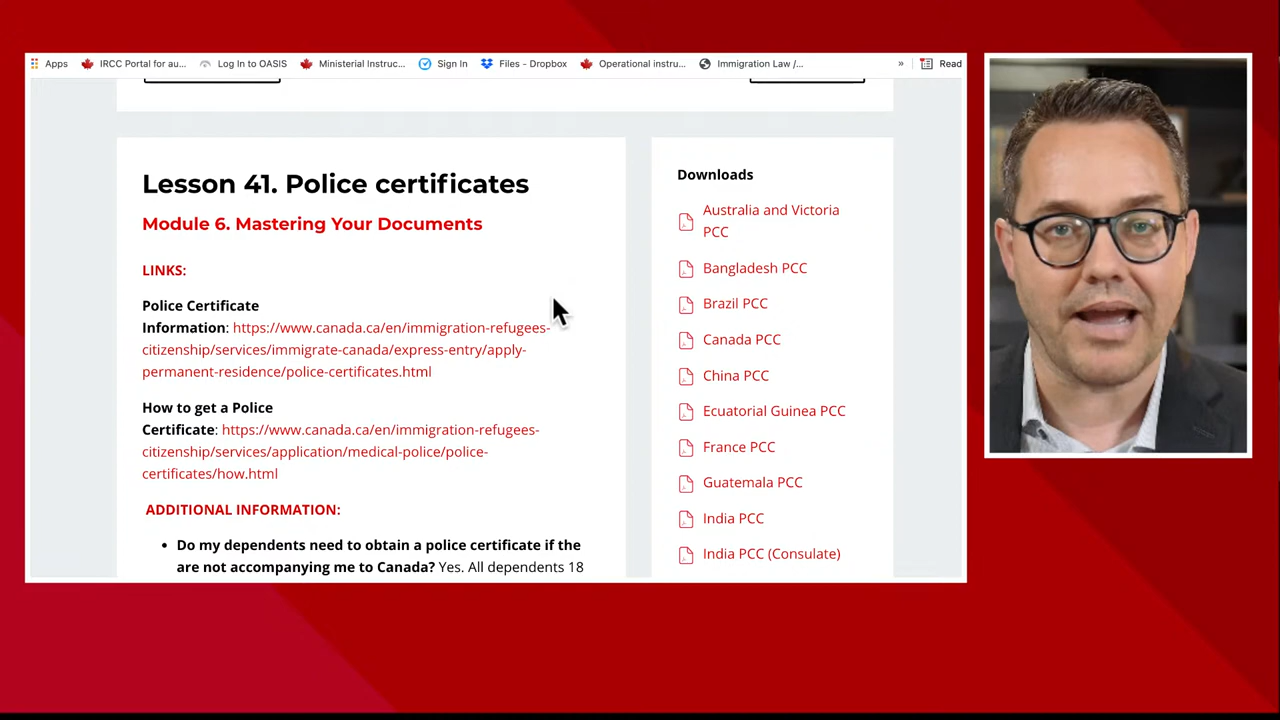 Apps IRCC Portal for au... Log In to OASIS Ministerial Instruc... Sign In Files - Dropbox Operational instruc... Immigration Law /... » Read
Lesson 41. Police certificates
Module 6. Mastering Your Documents
LINKS:
Police Certificate
Information: https://www.canada.ca/en/immigration-refugees-
citizenship/services/immigrate-canada/express-entry/apply-
permanent-residence/police-certificates.html
How to get a Police
Certificate: https://www.canada.ca/en/immigration-refugees-
citizenship/services/application/medical-police/police-
certificates/how.html
ADDITIONAL INFORMATION:
• Do my dependents need to obtain a police certificate if the
are not accompanying me to Canada? Yes. All dependents 18
Downloads
Australia and Victoria
PCC
Bangladesh PCC
Brazil PCC
Canada PCC
China PCC
Ecuatorial Guinea PCC
France PCC
Guatemala PCC
India PCC
India PCC (Consulate)